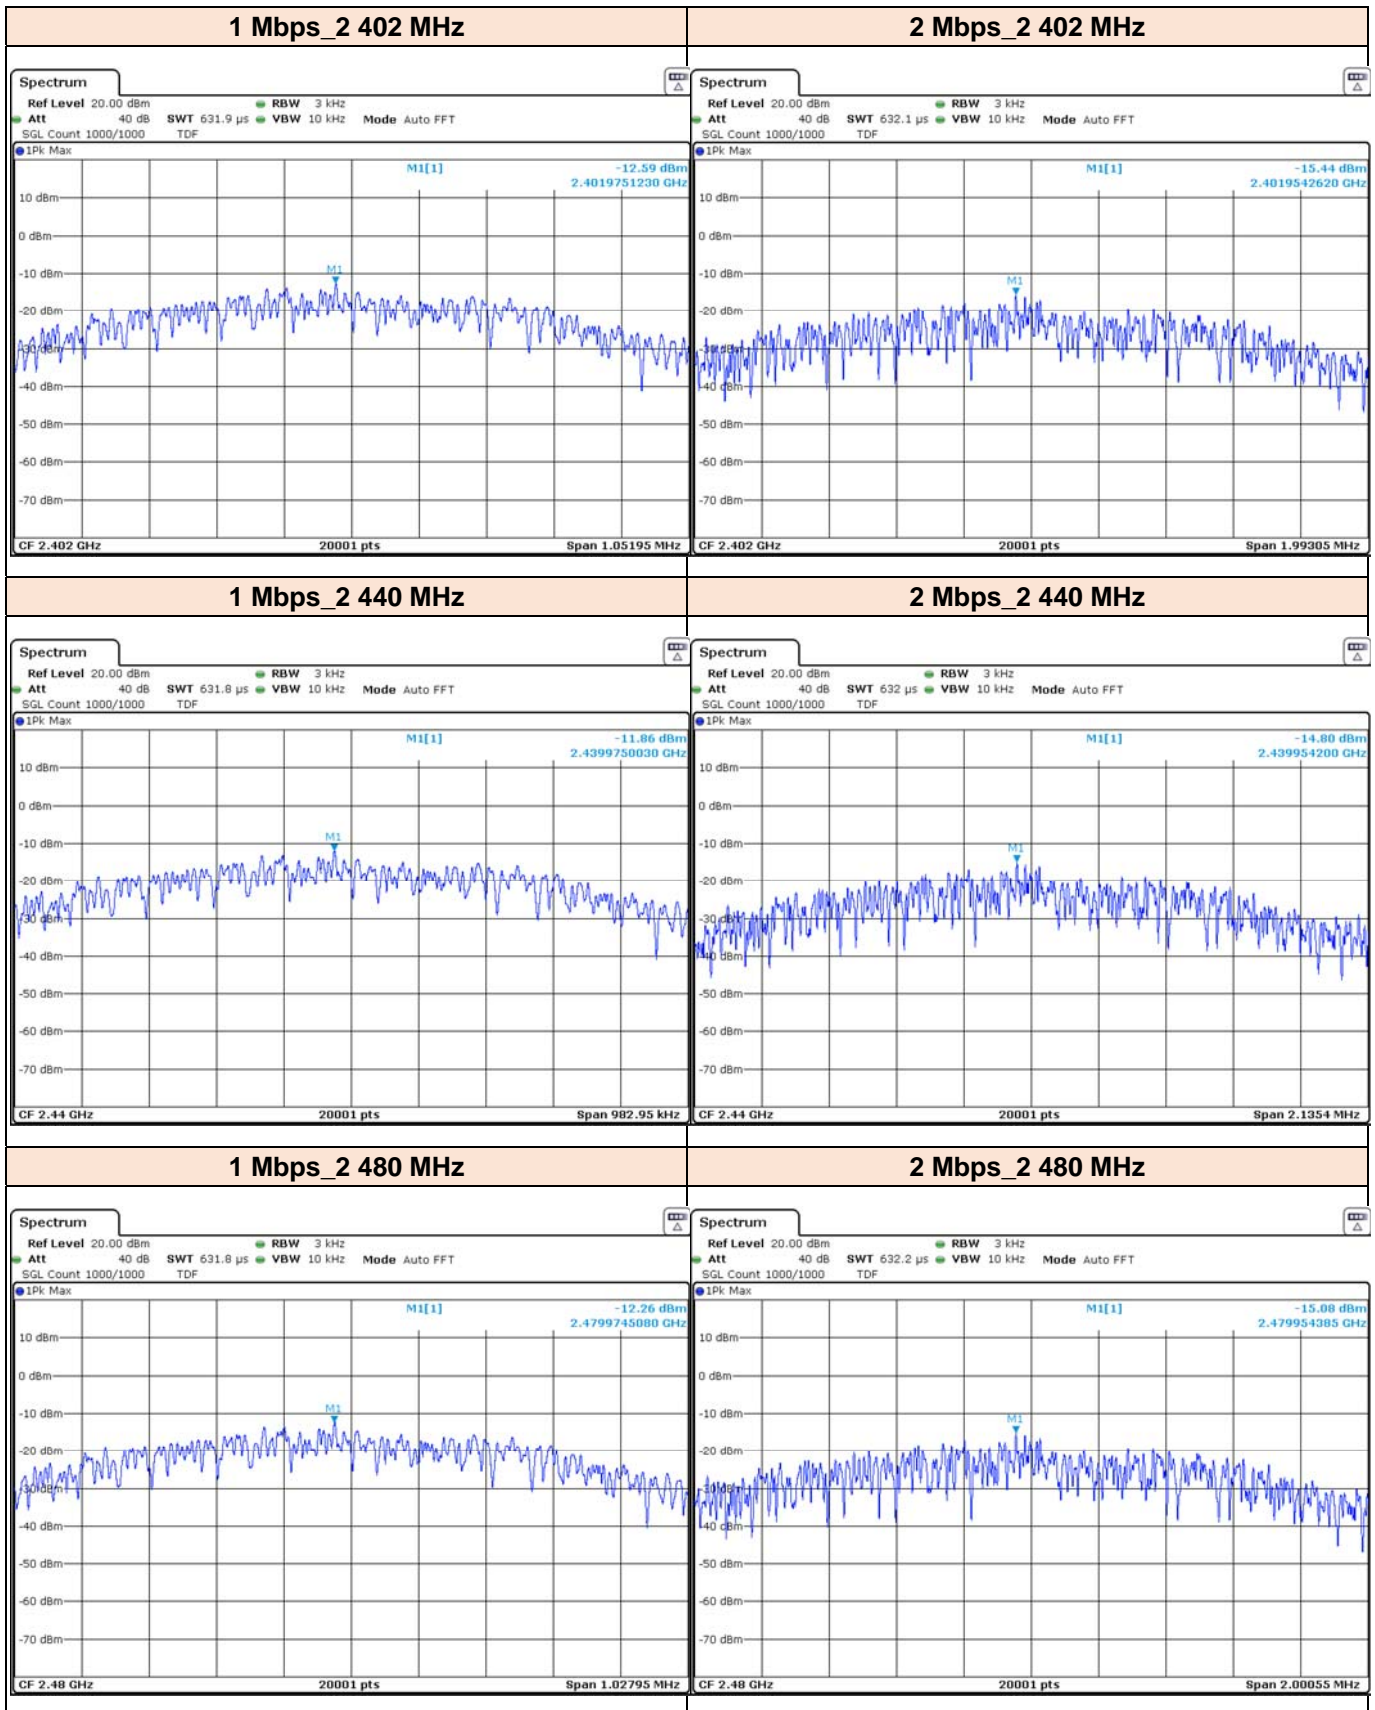 1 Mbps_2 402 MHz
Spectrum
Ref Level 20.00 dBm RBW 3 kHz
Att 40 dB SWT 631.9 µs VBW 10 kHz Mode Auto FFT
SGL Count 1000/1000 TDF
1Pk Max
M1[1] -12.59 dBm
2.4019751230 GHz
10 dBm
0 dBm
M1
-10 dBm
-20 dBm
-30 dBm
-40 dBm
-50 dBm
-60 dBm
-70 dBm
CF 2.402 GHz 20001 pts Span 1.05195 MHz
2 Mbps_2 402 MHz
Spectrum
Ref Level 20.00 dBm RBW 3 kHz
Att 40 dB SWT 632.1 µs VBW 10 kHz Mode Auto FFT
SGL Count 1000/1000 TDF
1Pk Max
M1[1] -15.44 dBm
2.4019542620 GHz
10 dBm
0 dBm
-10 dBm
M1
-20 dBm
-30 dBm
-40 dBm
-50 dBm
-60 dBm
-70 dBm
CF 2.402 GHz 20001 pts Span 1.99305 MHz
1 Mbps_2 440 MHz
Spectrum
Ref Level 20.00 dBm RBW 3 kHz
Att 40 dB SWT 631.8 µs VBW 10 kHz Mode Auto FFT
SGL Count 1000/1000 TDF
1Pk Max
M1[1] -11.86 dBm
2.4399750030 GHz
10 dBm
0 dBm
M1
-10 dBm
-20 dBm
-30 dBm
-40 dBm
-50 dBm
-60 dBm
-70 dBm
CF 2.44 GHz 20001 pts Span 982.95 kHz
2 Mbps_2 440 MHz
Spectrum
Ref Level 20.00 dBm RBW 3 kHz
Att 40 dB SWT 632 µs VBW 10 kHz Mode Auto FFT
SGL Count 1000/1000 TDF
1Pk Max
M1[1] -14.80 dBm
2.439954200 GHz
10 dBm
0 dBm
-10 dBm
M1
-20 dBm
-30 dBm
-40 dBm
-50 dBm
-60 dBm
-70 dBm
CF 2.44 GHz 20001 pts Span 2.1354 MHz
1 Mbps_2 480 MHz
Spectrum
Ref Level 20.00 dBm RBW 3 kHz
Att 40 dB SWT 631.8 µs VBW 10 kHz Mode Auto FFT
SGL Count 1000/1000 TDF
1Pk Max
M1[1] -12.26 dBm
2.4799745080 GHz
10 dBm
0 dBm
M1
-10 dBm
-20 dBm
-30 dBm
-40 dBm
-50 dBm
-60 dBm
-70 dBm
CF 2.48 GHz 20001 pts Span 1.02795 MHz
2 Mbps_2 480 MHz
Spectrum
Ref Level 20.00 dBm RBW 3 kHz
Att 40 dB SWT 632.2 µs VBW 10 kHz Mode Auto FFT
SGL Count 1000/1000 TDF
1Pk Max
M1[1] -15.08 dBm
2.479954385 GHz
10 dBm
0 dBm
-10 dBm
M1
-20 dBm
-30 dBm
-40 dBm
-50 dBm
-60 dBm
-70 dBm
CF 2.48 GHz 20001 pts Span 2.00055 MHz